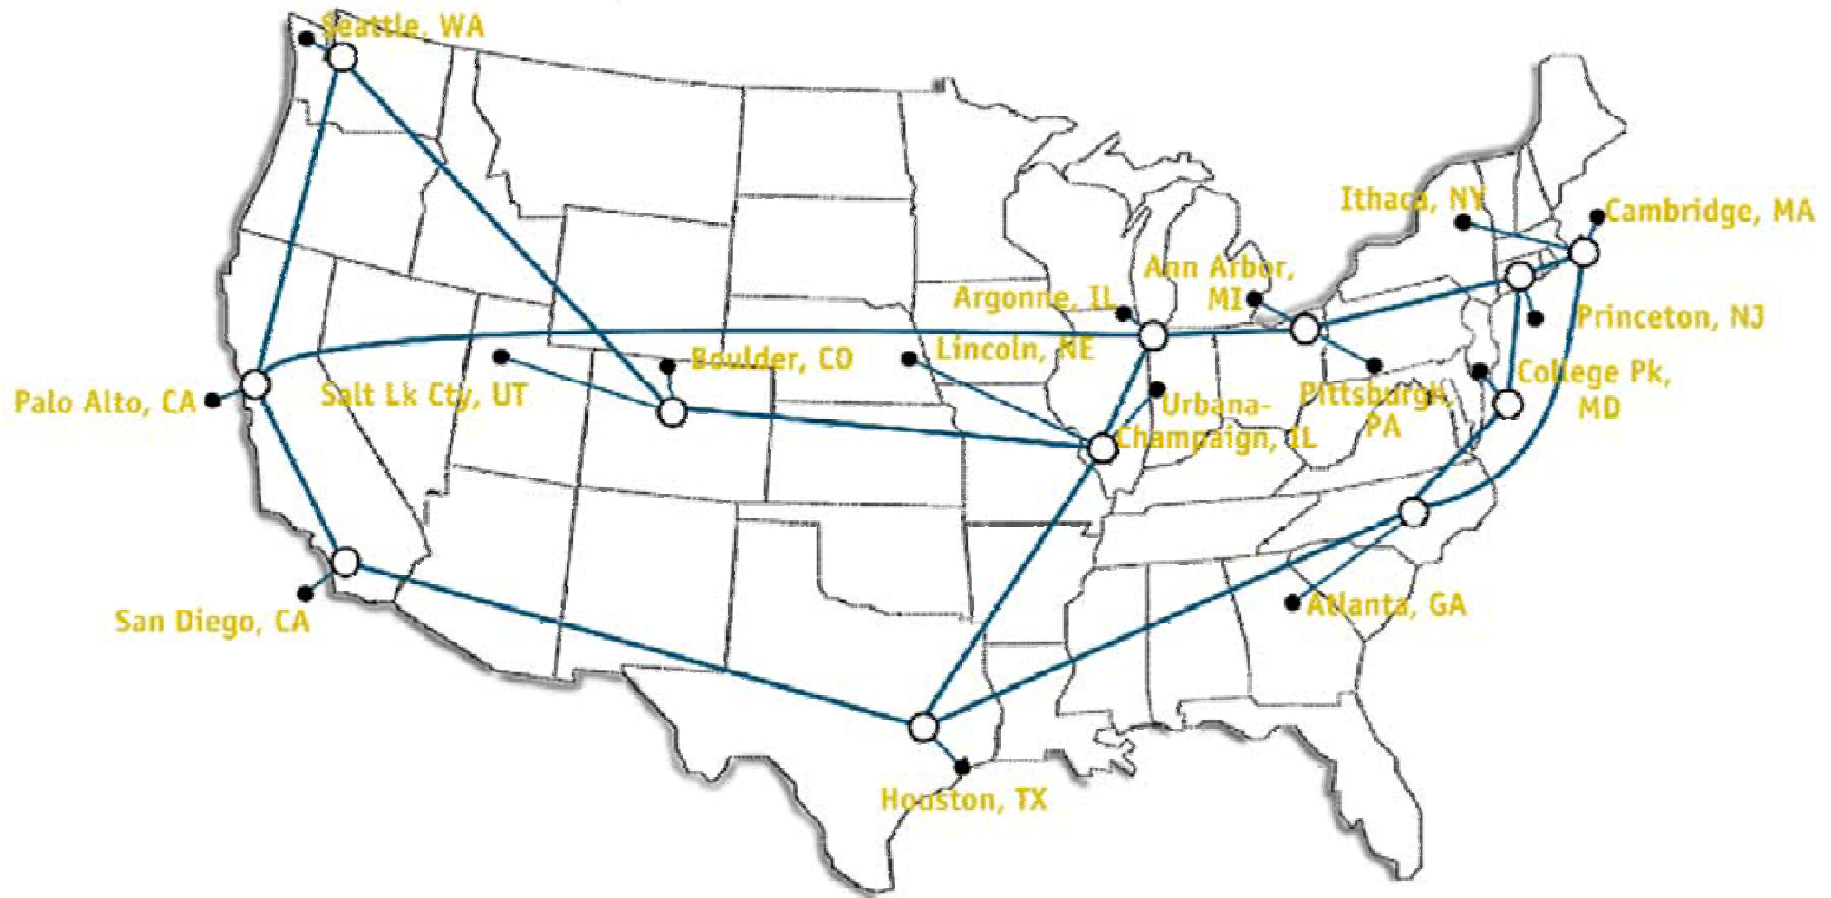 Seattle, WA
Ithaca, NY
Cambridge, MA
Ann Arbor,
MI
Argonne, IL
Princeton, NJ
Lincoln, NE
Boulder, CO
Salt Lk Cty, UT
Palo Alto, CA
College Pk,
MD
Pittsburgh,
PA
Urbana-
Champaign, IL
San Diego, CA
Atlanta, GA
Houston, TX